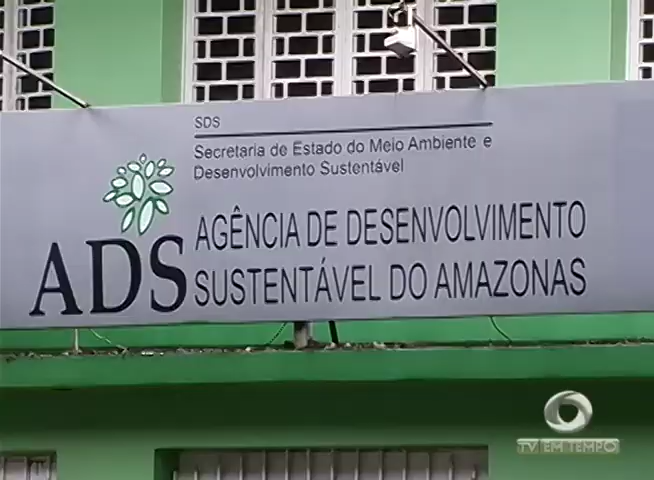 SDS
Secretaria de Estado do Meio Ambiente e
Desenvolvimento Sustentável
ADS
AGÊNCIA DE DESENVOLVIMENTO
SUSTENTÁVEL DO AMAZONAS
TV EM TEMPO